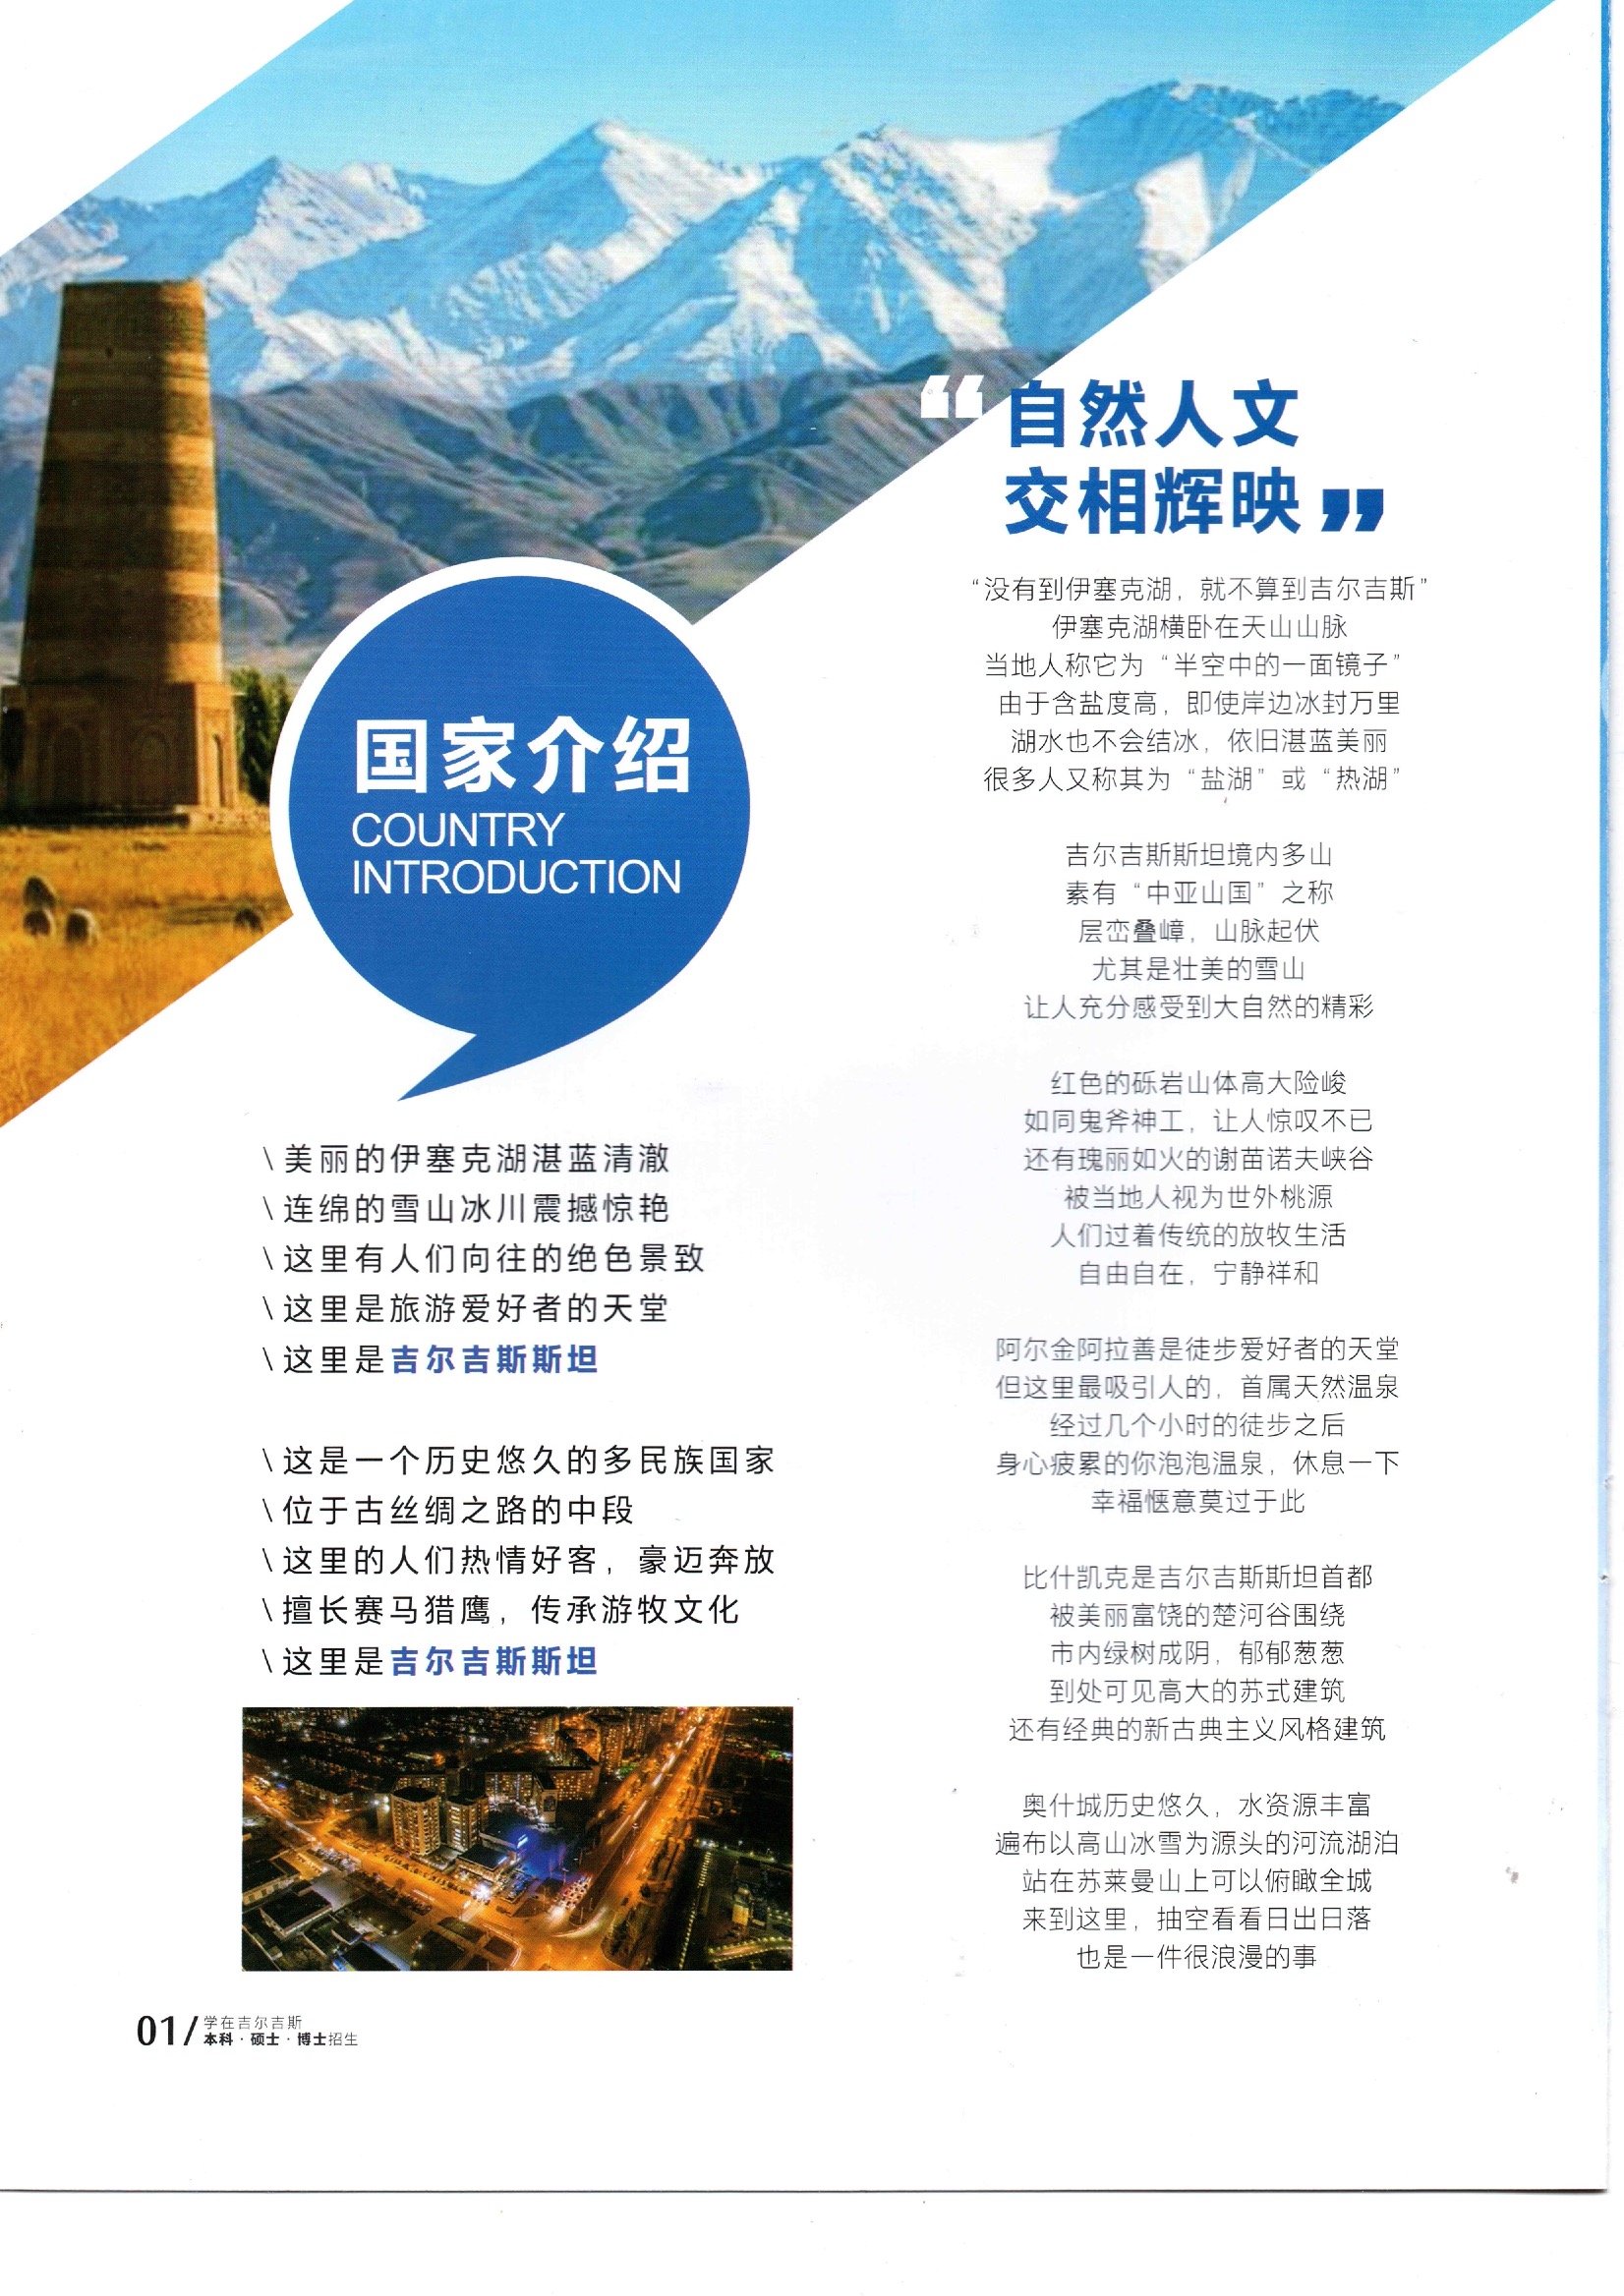 国家介绍
COUNTRY
INTRODUCTION
\ 美丽的伊塞克湖湛蓝清澈
\ 连绵的雪山冰川震撼惊艳
\ 这里有人们向往的绝色景致
\ 这里是旅游爱好者的天堂
\ 这里是吉尔吉斯斯坦
\ 这是一个历史悠久的多民族国家
\ 位于古丝绸之路的中段
\ 这里的人们热情好客，豪迈奔放
\ 擅长赛马猎鹰，传承游牧文化
\ 这里是吉尔吉斯斯坦
“自然人文
交相辉映”
“没有到伊塞克湖，就不算到吉尔吉斯”
伊塞克湖横卧在天山山脉
当地人称它为“半空中的一面镜子”
由于含盐度高，即使岸边冰封万里
湖水也不会结冰，依旧湛蓝美丽
很多人又称其为“盐湖”或“热湖”
吉尔吉斯斯坦境内多山
素有“中亚山国”之称
层峦叠嶂，山脉起伏
尤其是壮美的雪山
让人充分感受到大自然的精彩
红色的砾岩山体高大险峻
如同鬼斧神工，让人惊叹不已
还有瑰丽如火的谢苗诺夫峡谷
被当地人视为世外桃源
人们过着传统的放牧生活
自由自在，宁静祥和
阿尔金阿拉善是徒步爱好者的天堂
但这里最吸引人的，首属天然温泉
经过几个小时的徒步之后
身心疲累的你泡泡温泉，休息一下
幸福惬意莫过于此
比什凯克是吉尔吉斯斯坦首都
被美丽富饶的楚河谷围绕
市内绿树成阴，郁郁葱葱
到处可见高大的苏式建筑
还有经典的新古典主义风格建筑
奥什城历史悠久，水资源丰富
遍布以高山冰雪为源头的河流湖泊
站在苏莱曼山上可以俯瞰全城
来到这里，抽空看看日出日落
也是一件很浪漫的事
01/ 学在吉尔吉斯
本科·硕士·博士招生